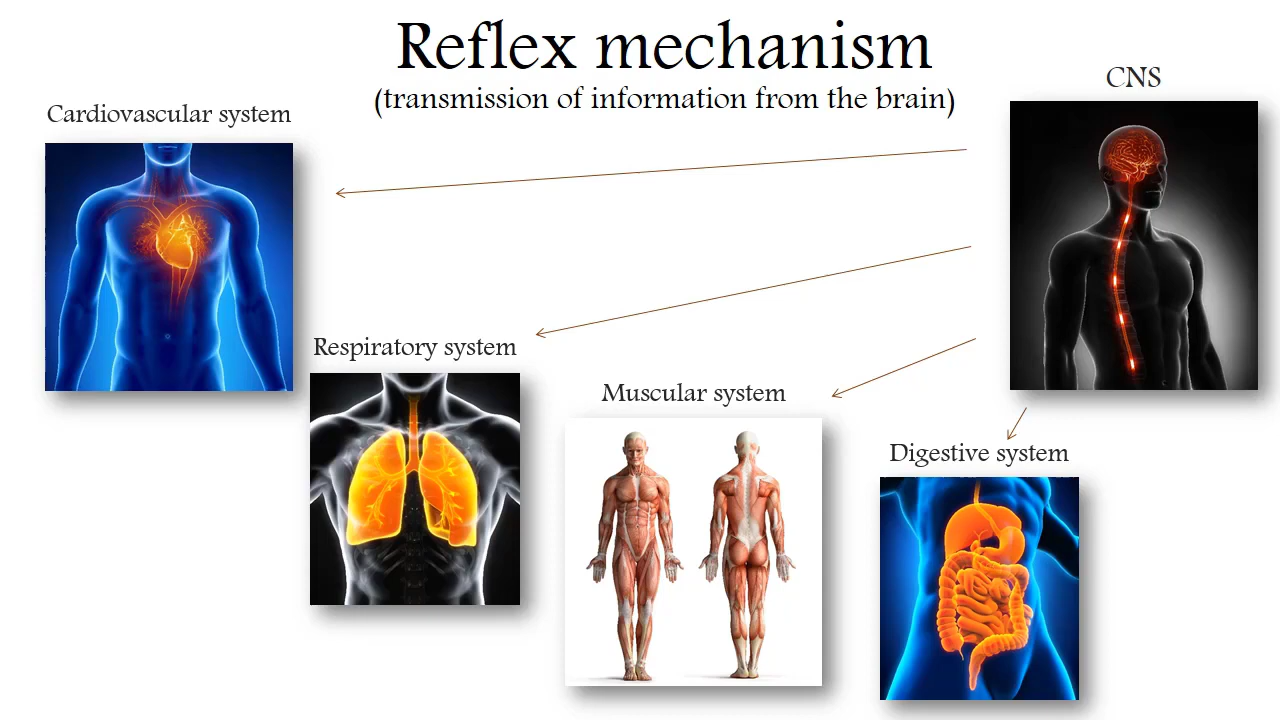 Reflex mechanism
(transmission of information from the brain)
CNS
Cardiovascular system
Respiratory system
Muscular system
Digestive system